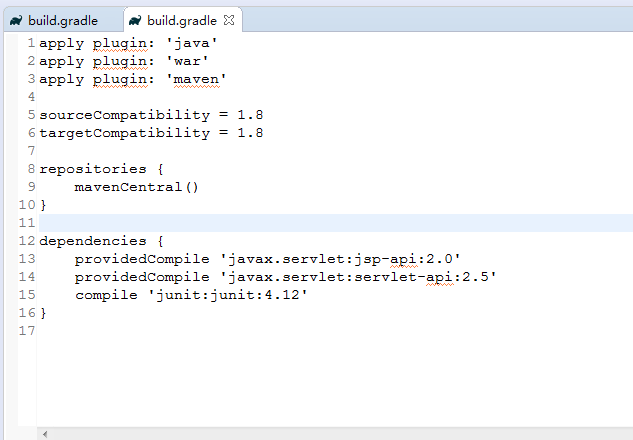 build.gradle build.gradle
1 apply plugin: 'java'
2 apply plugin: 'war'
3 apply plugin: 'maven'
4
5 sourceCompatibility = 1.8
6 targetCompatibility = 1.8
7
8 repositories {
9     mavenCentral()
10 }
11
12 dependencies {
13     providedCompile 'javax.servlet:jsp-api:2.0'
14     providedCompile 'javax.servlet:servlet-api:2.5'
15     compile 'junit:junit:4.12'
16 }
17